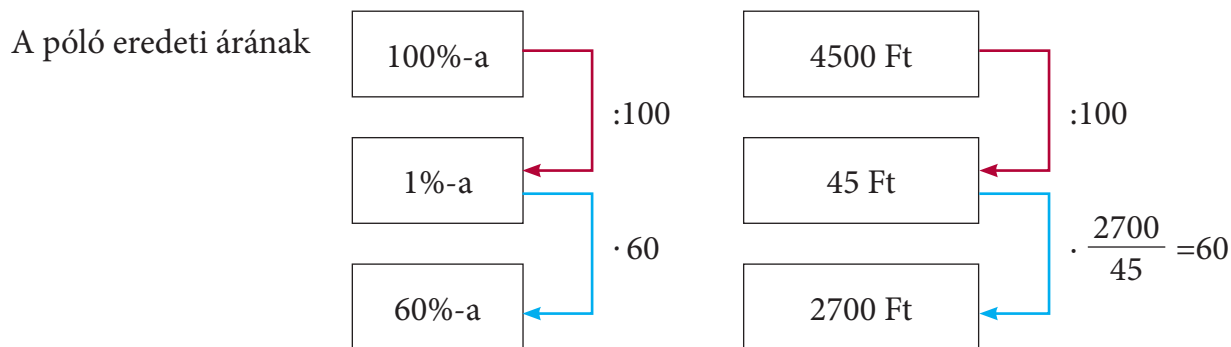 A póló eredeti árának 100%-a 4500 Ft
:100 :100
1%-a 45 Ft
· 60 · 2700/45 =60
60%-a 2700 Ft